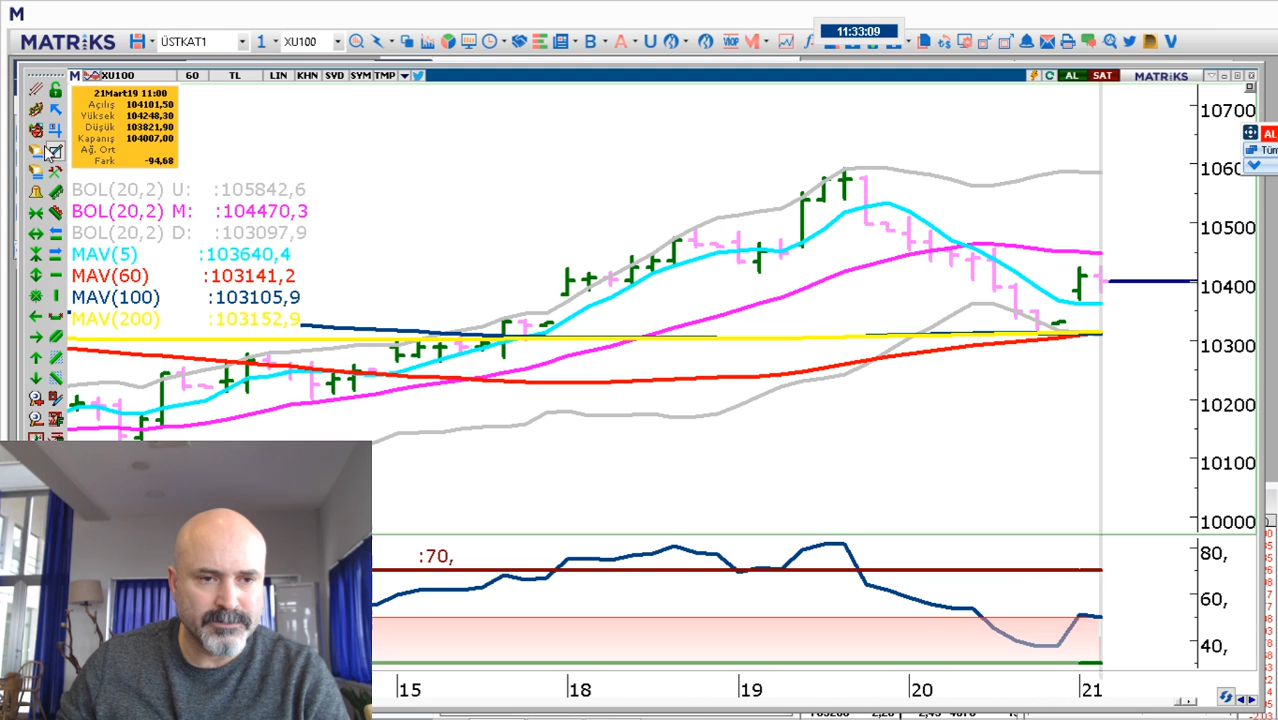 M
MATRİKS ÜSTKAT1 1 XU100 B A U VIOP M f
11:33:09
M XU100 60 TL LIN KHN SVD SYM TMP AL SAT MATRİKS
21Mart19 11:00
Açılış 104101,50
Yüksek 104248,30
Düşük 103821,90
Kapanış 104007,00
Ağ. Ort
Fark -94,68
BOL(20,2) U: :105842,6
BOL(20,2) M: :104470,3
BOL(20,2) D: :103097,9
MAV(5) :103640,4
MAV(60) :103141,2
MAV(100) :103105,9
MAV(200) :103152,9
10700
AL
Tüm
1060
10500
10400
10300
10200
10100
10000
:70,
80,
60,
40,
15 18 19 20 21